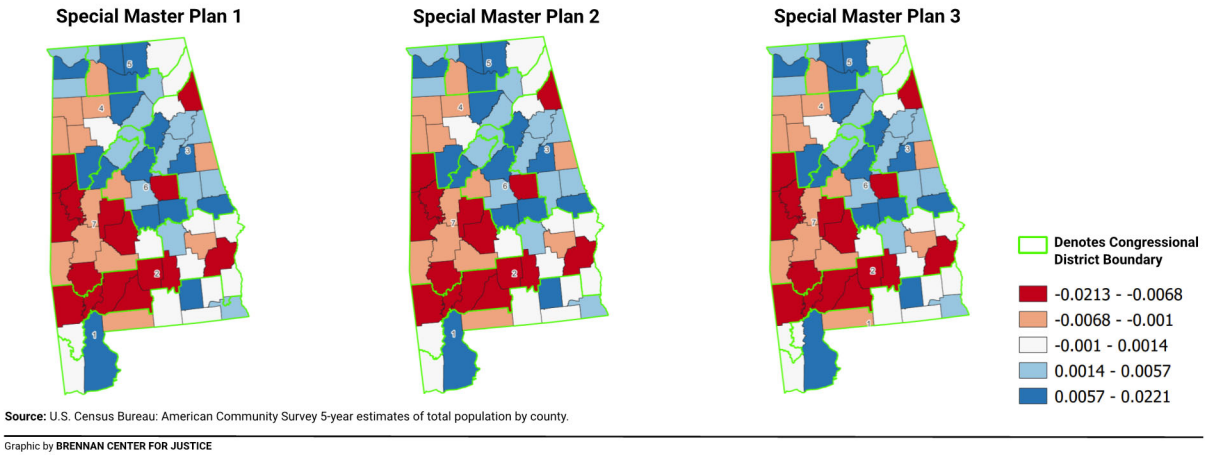 Special Master Plan 1
Special Master Plan 2
Special Master Plan 3
5
4
3
6
7
2
1
5
4
3
6
7
2
1
5
4
3
6
7
2
1
Denotes Congressional
District Boundary
-0.0213 - -0.0068
-0.0068 - -0.001
-0.001 - 0.0014
0.0014 - 0.0057
0.0057 - 0.0221
Source: U.S. Census Bureau: American Community Survey 5-year estimates of total population by county.
Graphic by BRENNAN CENTER FOR JUSTICE